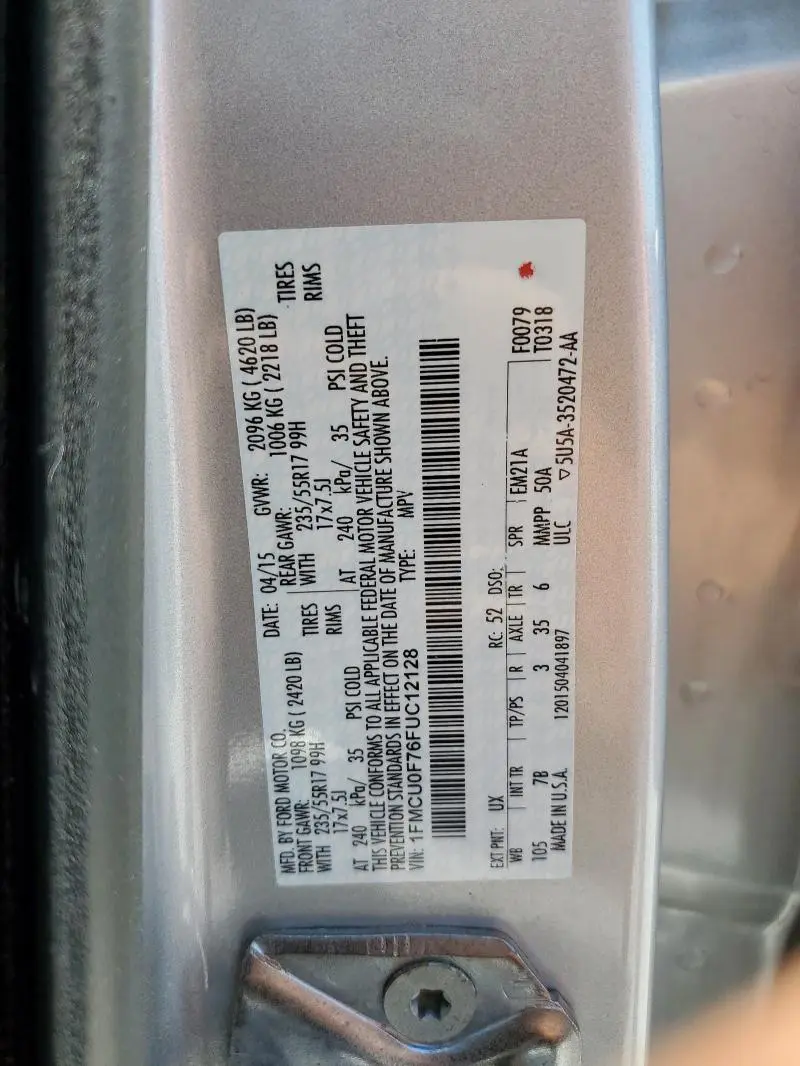 MFD. BY FORD MOTOR CO.
DATE: 04/15 GVWR: 2096 KG ( 4620 LB)
FRONT GAWR: 1098 KG ( 2420 LB) REAR GAWR: 1006 KG ( 2218 LB)
WITH 235/55R17 99H TIRES WITH 235/55R17 99H TIRES
17x7.5J RIMS 17x7.5J RIMS
AT 240 kPa/ 35 PSI COLD AT 240 kPa/ 35 PSI COLD
THIS VEHICLE CONFORMS TO ALL APPLICABLE FEDERAL MOTOR VEHICLE SAFETY AND THEFT
PREVENTION STANDARDS IN EFFECT ON THE DATE OF MANUFACTURE SHOWN ABOVE.
VIN: 1FMCU0F76FUC12128 TYPE: MPV
EXT PNT: UX RC: 52 DSO:
WB INT TR TP/PS R AXLE TR SPR EM21A F0079
105 7B 3 35 6 MMPP 50A T0318
MADE IN U.S.A. 1201504041897 ULC ▽5U5A-3520472-AA